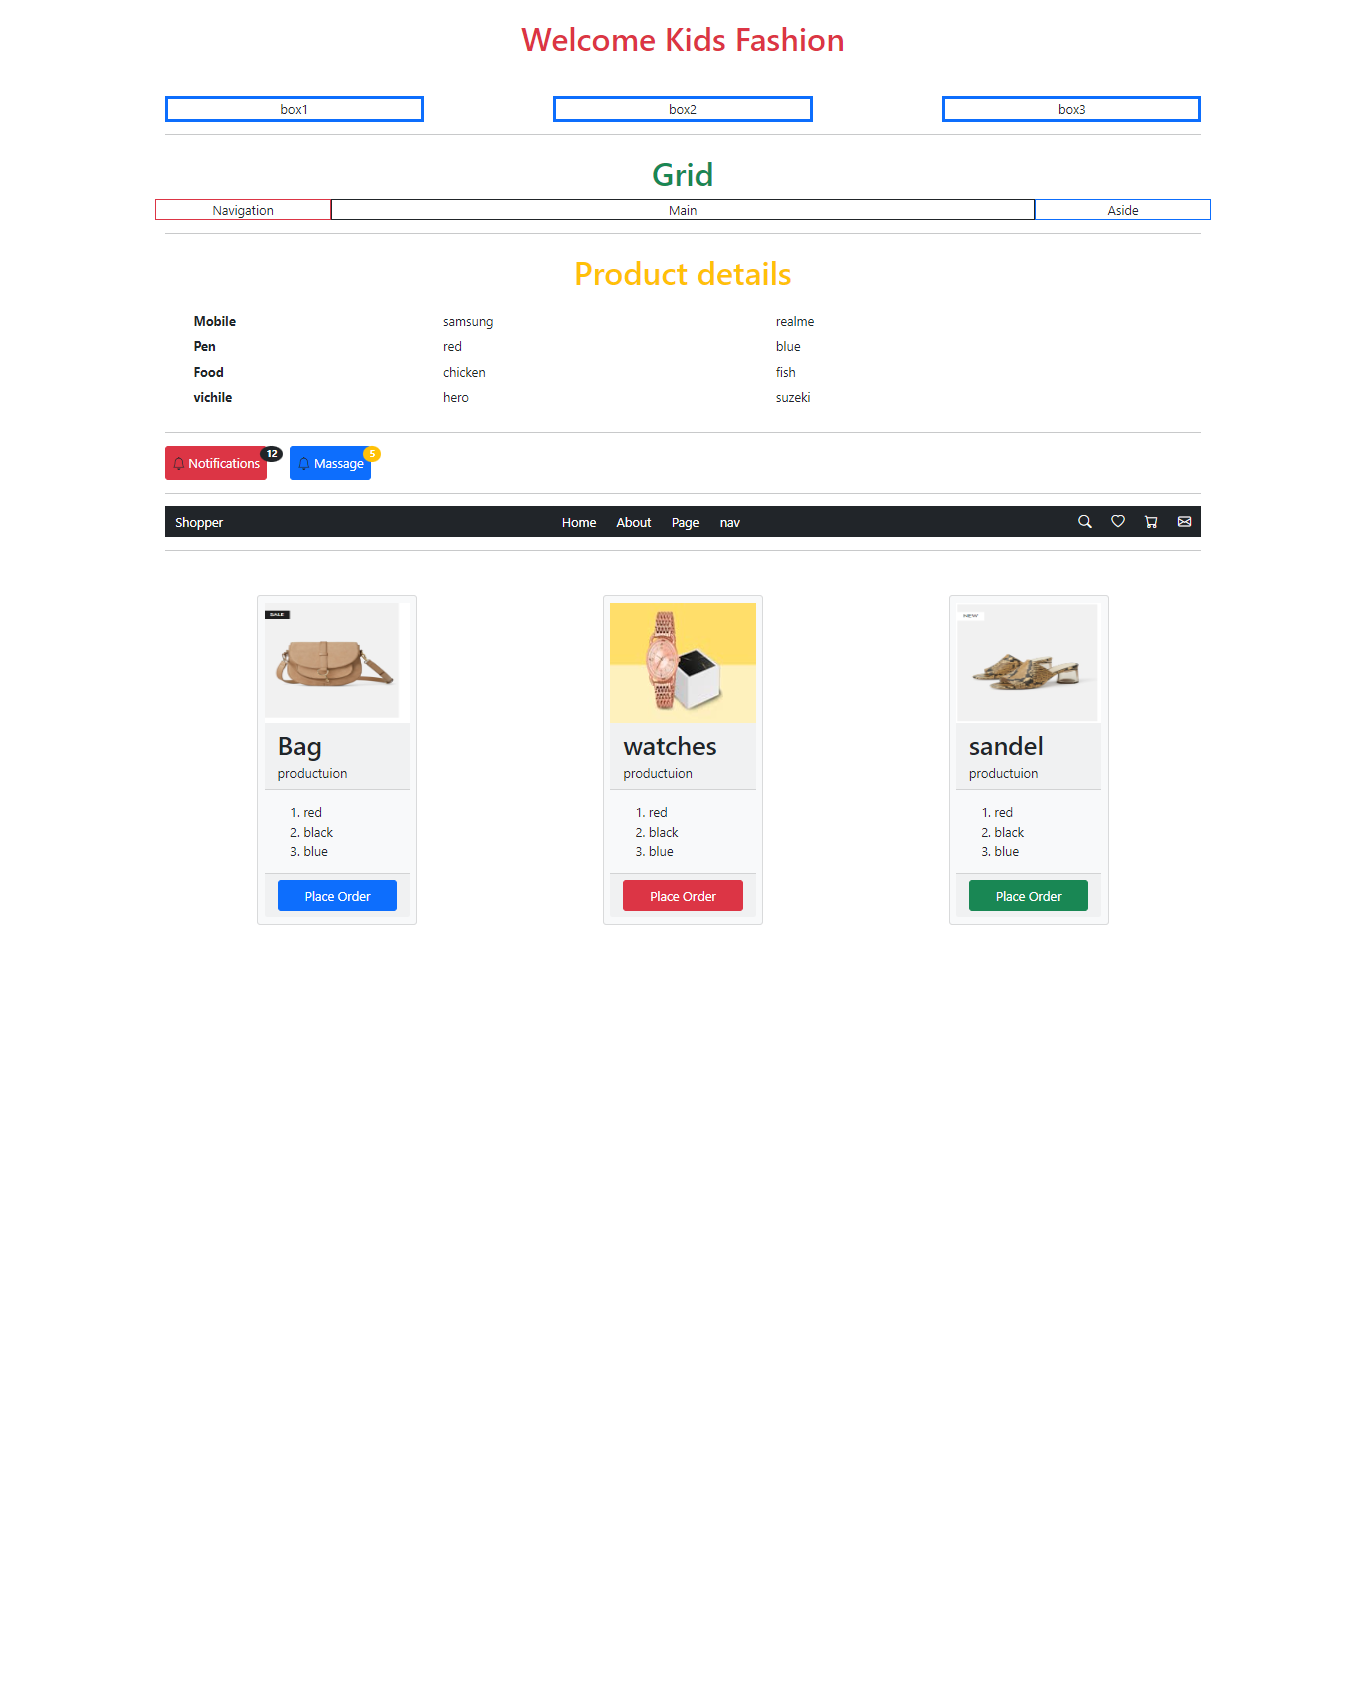 Welcome Kids Fashion
box1 box2 box3
Grid
Navigation Main Aside
Product details
Mobile samsung realme
Pen red blue
Food chicken fish
vichile hero suzeki
Notifications 12 Massage 5
Shopper Home About Page nav
SALE
Bag
productuion
1. red
2. black
3. blue
Place Order
watches
productuion
1. red
2. black
3. blue
Place Order
NEW
sandel
productuion
1. red
2. black
3. blue
Place Order